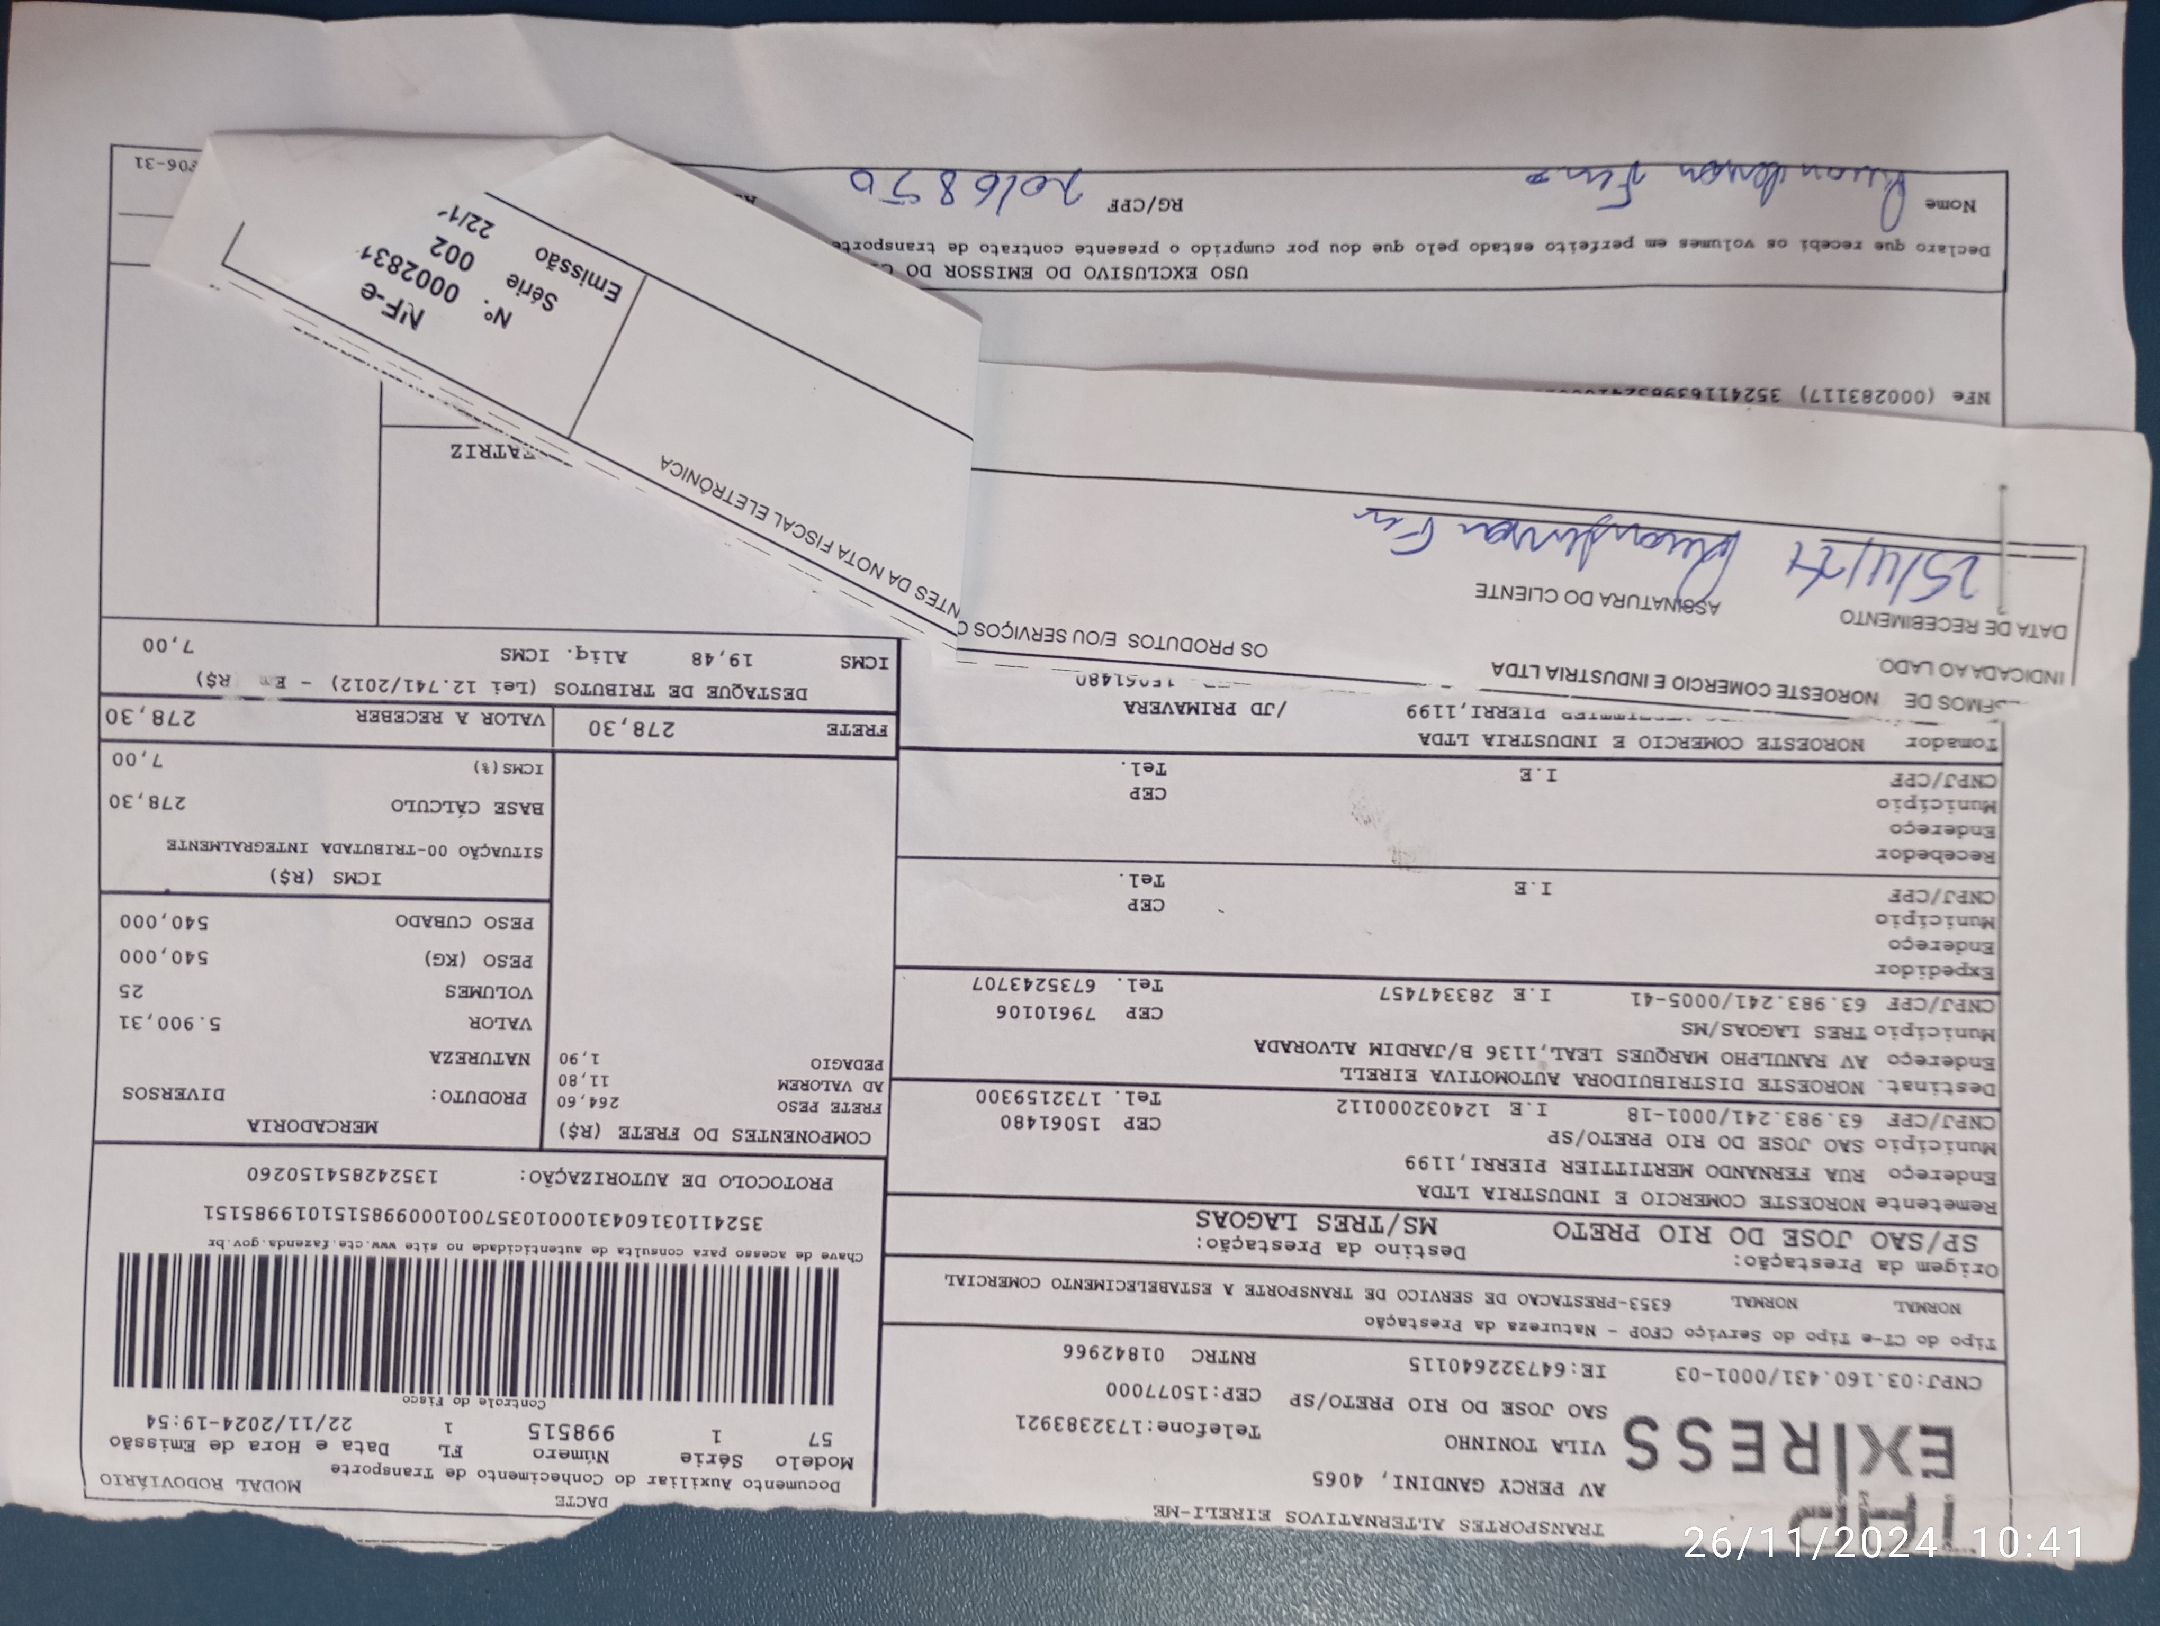 TRANSPORTES ALTERNATIVOS EIRELI-ME
EXPRESS
AV PERCY GANDINI, 4065
VILA TONINHO
Telefone:1732383921
SAO JOSE DO RIO PRETO/SP CEP:15077000
CNPJ:03.160.431/0001-03 IE:647322640115 RNTRC 01842966
DACTE
MODAL RODOVIÁRIO
Documento Auxiliar do Conhecimento de Transporte
Modelo Série Número FL Data e Hora de Emissão
57 1 998515 1 22/11/2024-19:54
Controle do Fisco
Chave de acesso para consulta de autenticidade no site www.cte.fazenda.gov.br
35241103160431000103570010009985151019985151
PROTOCOLO DE AUTORIZAÇÃO: 135242854150260
Tipo do CT-e Tipo do Serviço CFOP - Natureza da Prestação
NORMAL NORMAL 6353-PRESTACAO DE SERVICO DE TRANSPORTE A ESTABELECIMENTO COMERCIAL
Origem da Prestação: Destino da Prestação:
SP/SAO JOSE DO RIO PRETO MS/TRES LAGOAS
Remetente NOROESTE COMERCIO E INDUSTRIA LTDA
Endereço RUA FERNANDO MERTITTIER PIERRI,1199
Município SAO JOSE DO RIO PRETO/SP CEP 15061480
CNPJ/CPF 63.983.241/0001-18 I.E 124032000112 Tel. 1732159300
Destinat. NOROESTE DISTRIBUIDORA AUTOMOTIVA EIRELL
Endereço AV RANULPHO MARQUES LEAL,1136 B/JARDIM ALVORADA
Município TRES LAGOAS/MS CEP 79610106
CNPJ/CPF 63.983.241/0005-41 I.E 283347457 Tel. 6735243707
Expedidor
Endereço
Município CEP
CNPJ/CPF I.E Tel.
Recebedor
Endereço
Município CEP
CNPJ/CPF I.E Tel.
Tomador NOROESTE COMERCIO E INDUSTRIA LTDA
PIERRI,1199 /JD PRIMAVERA
COMPONENTES DO FRETE (R$)
FRETE PESO 264,60
AD VALOREM 11,80
PEDAGIO 1,90
MERCADORIA
PRODUTO: DIVERSOS
NATUREZA
VALOR 5.900,31
VOLUMES 25
PESO (KG) 540,000
PESO CUBADO 540,000
ICMS (R$)
SITUAÇÃO 00-TRIBUTADA INTEGRALMENTE
BASE CÁLCULO 278,30
ICMS(%) 7,00
FRETE 278,30 VALOR A RECEBER 278,30
DESTAQUE DE TRIBUTOS (Lei 12.741/2012) - Em R$)
ICMS 19,48 Aliq. ICMS 7,00
NOROESTE COMERCIO E INDUSTRIA LTDA OS PRODUTOS E/OU SERVIÇOS
INDICADA AO LADO.
DATA DE RECEBIMENTO ASSINATURA DO CLIENTE
25/11/24
DA NOTA FISCAL ELETRÔNICA
NF-e
Nº. 0002831
Série 002
Emissão 22/1
NFe (000283117)
USO EXCLUSIVO DO EMISSOR DO
Declaro que recebi os volumes em perfeito estado pelo que dou por cumprido o presente contrato de transporte
Nome RG/CPF 2016850
26/11/2024 10:41